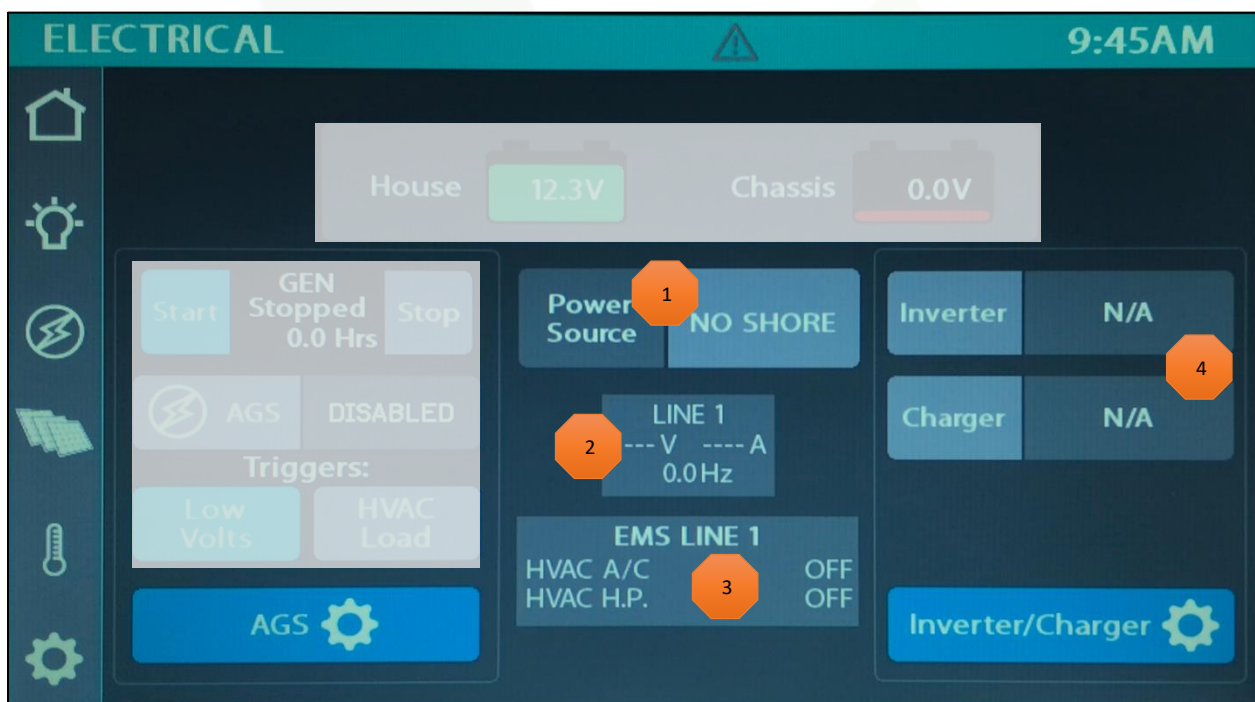 ELECTRICAL 9:45AM
House 12.3V Chassis 0.0V
Start GEN Stopped 0.0 Hrs Stop
AGS DISABLED
Triggers:
Low Volts HVAC Load
AGS
1
Power Source NO SHORE
2
LINE 1
--- V ---- A
0.0 Hz
EMS LINE 1
HVAC A/C OFF
HVAC H.P. OFF
3
Inverter N/A
4
Charger N/A
Inverter/Charger